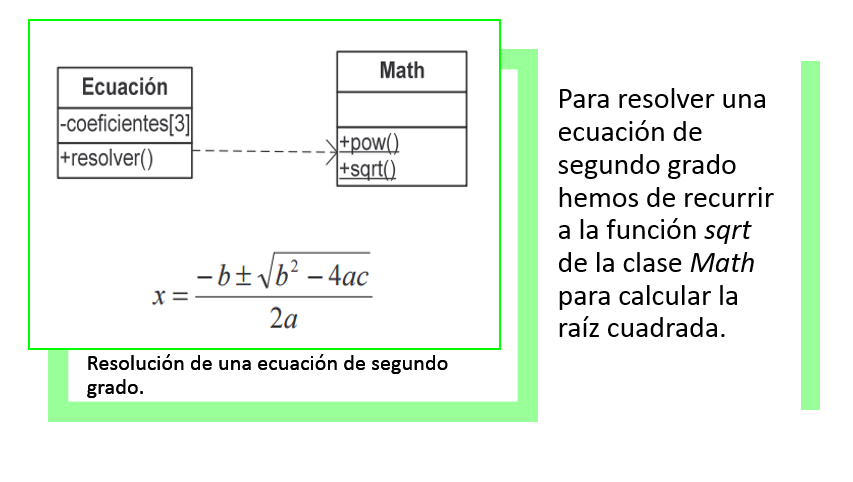 Ecuación
-coeficientes[3]
+resolver()
Math
+pow()
+sqrt()
x = (−b ± √(b² − 4ac)) / 2a
Resolución de una ecuación de segundo
grado.
Para resolver una
ecuación de
segundo grado
hemos de recurrir
a la función sqrt
de la clase Math
para calcular la
raíz cuadrada.